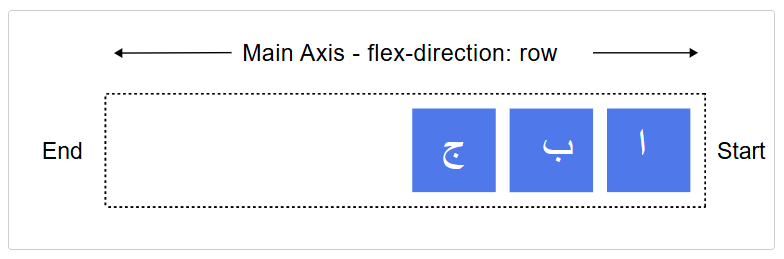 Main Axis - flex-direction: row
End
ا ب ج
Start